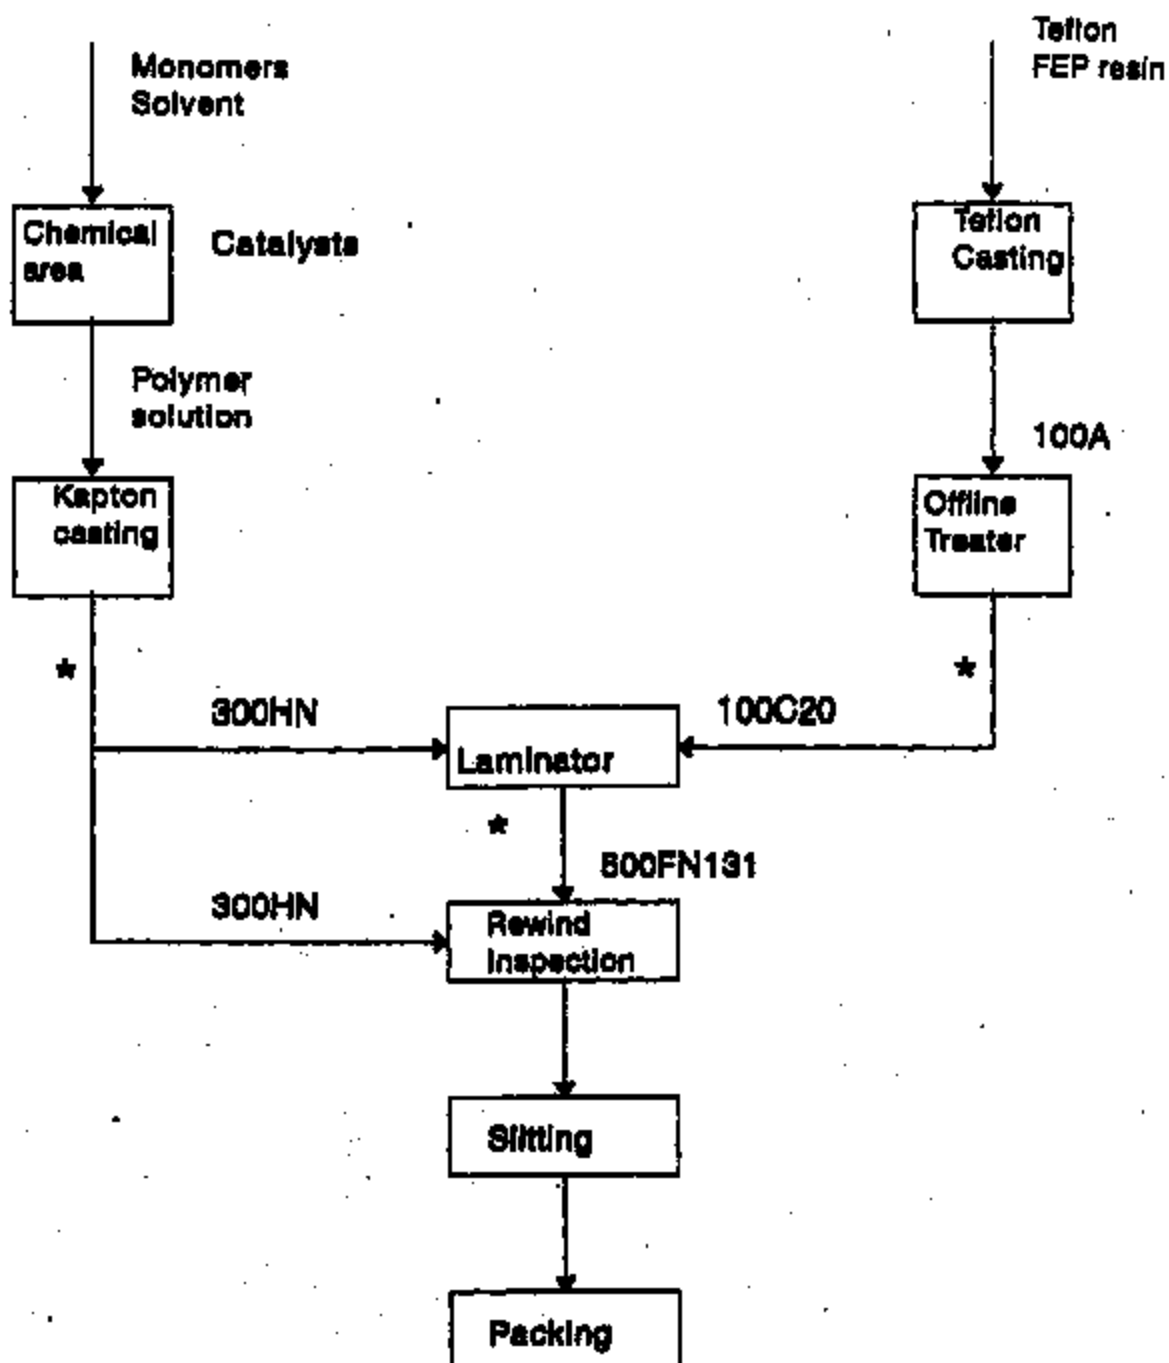 Monomers
Solvent
Teflon
FEP resin
Chemical
area
Catalysts
Teflon
Casting
Polymer
solution
100A
Kapton
casting
Offline
Treater
*
*
300HN
100C20
Laminator
*
500FN131
300HN
Rewind
Inspection
Slitting
Packing